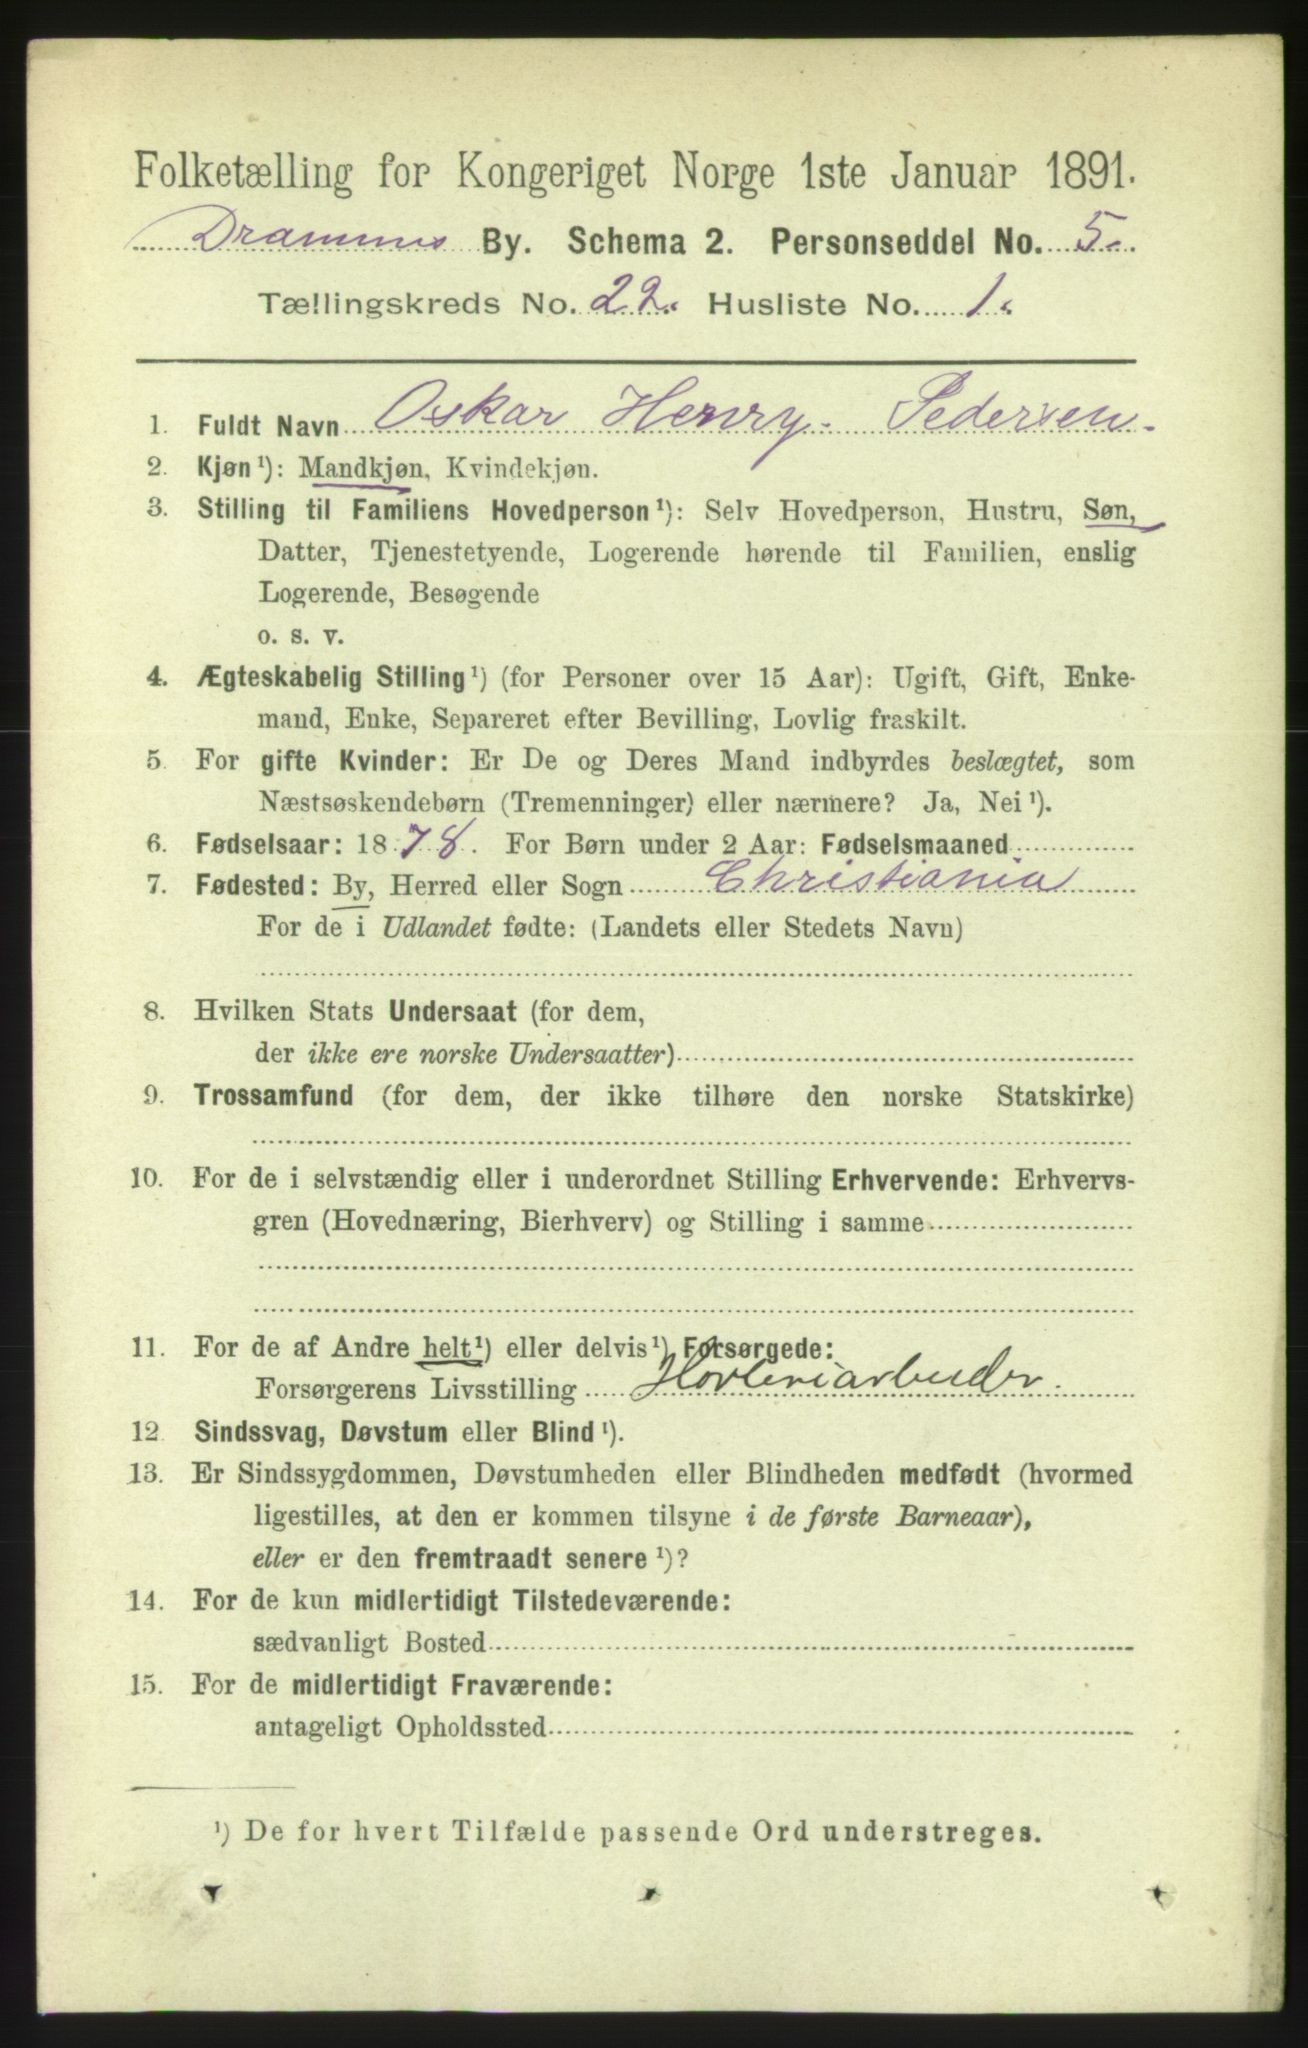 Folketælling for Kongeriget Norge 1ste Januar 1891.
Drammens By. Schema 2. Personseddel No. 5.
Tællingskreds No. 22. Husliste No. 1.
1. Fuldt Navn Oskar Henry. Pedersen.
2. Kjøn¹): Mandkjøn, Kvindekjøn.
3. Stilling til Familiens Hovedperson¹): Selv Hovedperson, Hustru, Søn,
Datter, Tjenestetyende, Logerende hørende til Familien, enslig
Logerende, Besøgende
o. s. v.
4. Ægteskabelig Stilling¹) (for Personer over 15 Aar): Ugift, Gift, Enke-
mand, Enke, Separeret efter Bevilling, Lovlig fraskilt.
5. For gifte Kvinder: Er De og Deres Mand indbyrdes beslægtet, som
Næstsøskendebørn (Tremenninger) eller nærmere? Ja, Nei¹).
6. Fødselsaar: 1878. For Børn under 2 Aar: Fødselsmaaned
7. Fødested: By, Herred eller Sogn Christiania
For de i Udlandet fødte: (Landets eller Stedets Navn)
8. Hvilken Stats Undersaat (for dem,
der ikke ere norske Undersaatter)
9. Trossamfund (for dem, der ikke tilhøre den norske Statskirke)
10. For de i selvstændig eller i underordnet Stilling Erhvervende: Erhvervs-
gren (Hovednæring, Bierhverv) og Stilling i samme
11. For de af Andre helt¹) eller delvis¹) Forsørgede:
Forsørgerens Livsstilling Høvleriarbeider.
12. Sindssvag, Døvstum eller Blind¹).
13. Er Sindssygdommen, Døvstumheden eller Blindheden medfødt (hvormed
ligestilles, at den er kommen tilsyne i de første Barneaar),
eller er den fremtraadt senere¹)?
14. For de kun midlertidigt Tilstedeværende:
sædvanligt Bosted
15. For de midlertidigt Fraværende:
antageligt Opholdssted
¹) De for hvert Tilfælde passende Ord understreges.